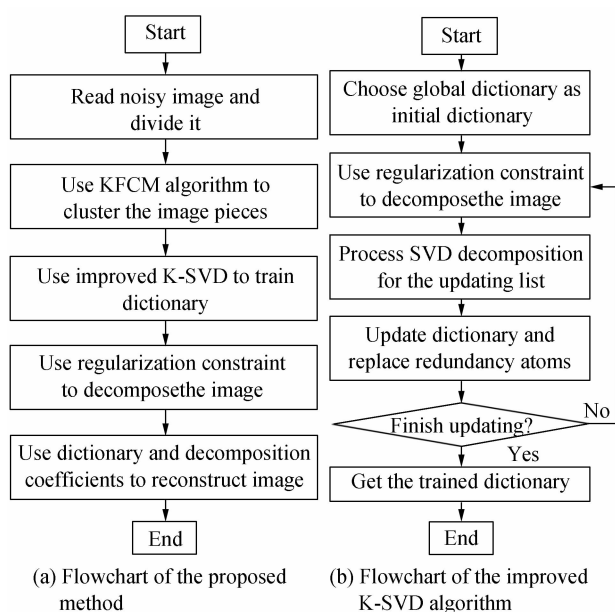 Start
Read noisy image and
divide it
Use KFCM algorithm to
cluster the image pieces
Use improved K-SVD to train
dictionary
Use regularization constraint
to decomposethe image
Use dictionary and decomposition
coefficients to reconstruct image
End
(a) Flowchart of the proposed
method
Start
Choose global dictionary as
initial dictionary
Use regularization constraint
to decomposethe image
Process SVD decomposition
for the updating list
Update dictionary and
replace redundancy atoms
Finish updating?
No
Yes
Get the trained dictionary
End
(b) Flowchart of the improved
K-SVD algorithm